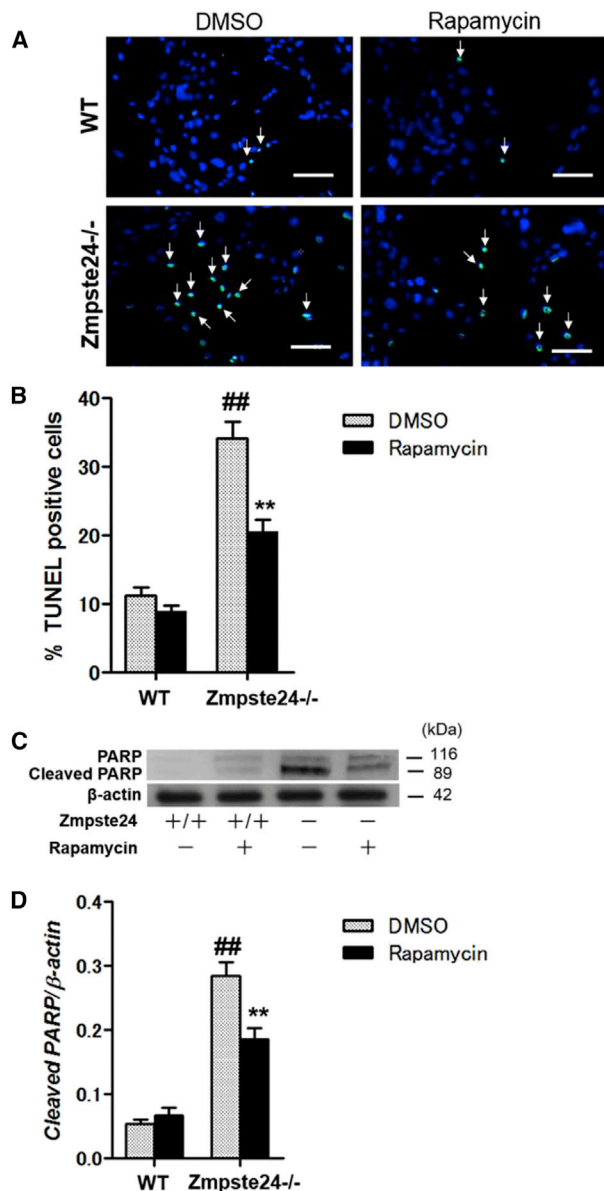 A
DMSO
Rapamycin
WT
Zmpste24-/-
B
##
**
DMSO
Rapamycin
% TUNEL positive cells
40
30
20
10
0
WT
Zmpste24-/-
C
(kDa)
PARP
116
Cleaved PARP
89
β-actin
42
Zmpste24 +/+ +/+ − −
Rapamycin − + − +
D
##
**
DMSO
Rapamycin
Cleaved PARP/β-actin
0.4
0.3
0.2
0.1
0.0
WT
Zmpste24-/-